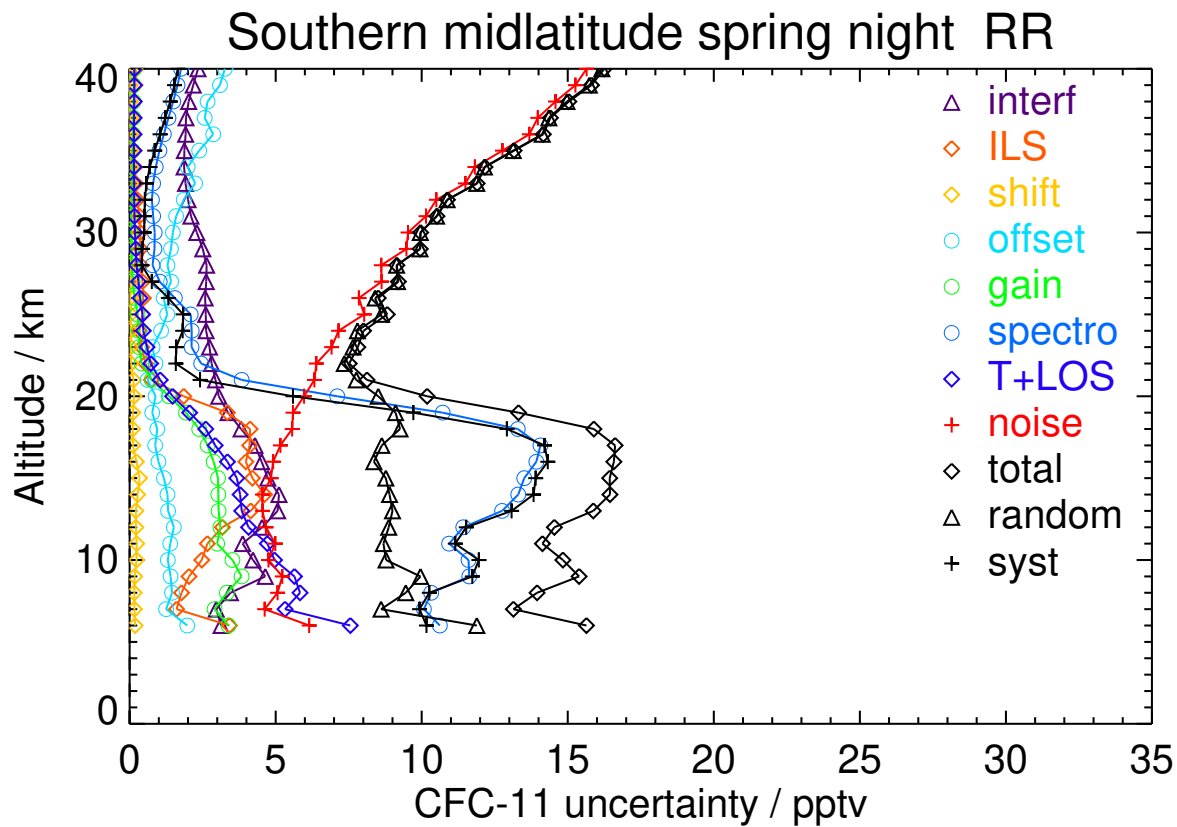 Southern midlatitude spring night RR
40
30
20
10
0
Altitude / km
interf
ILS
shift
offset
gain
spectro
T+LOS
noise
total
random
syst
0 5 10 15 20 25 30 35
CFC-11 uncertainty / pptv